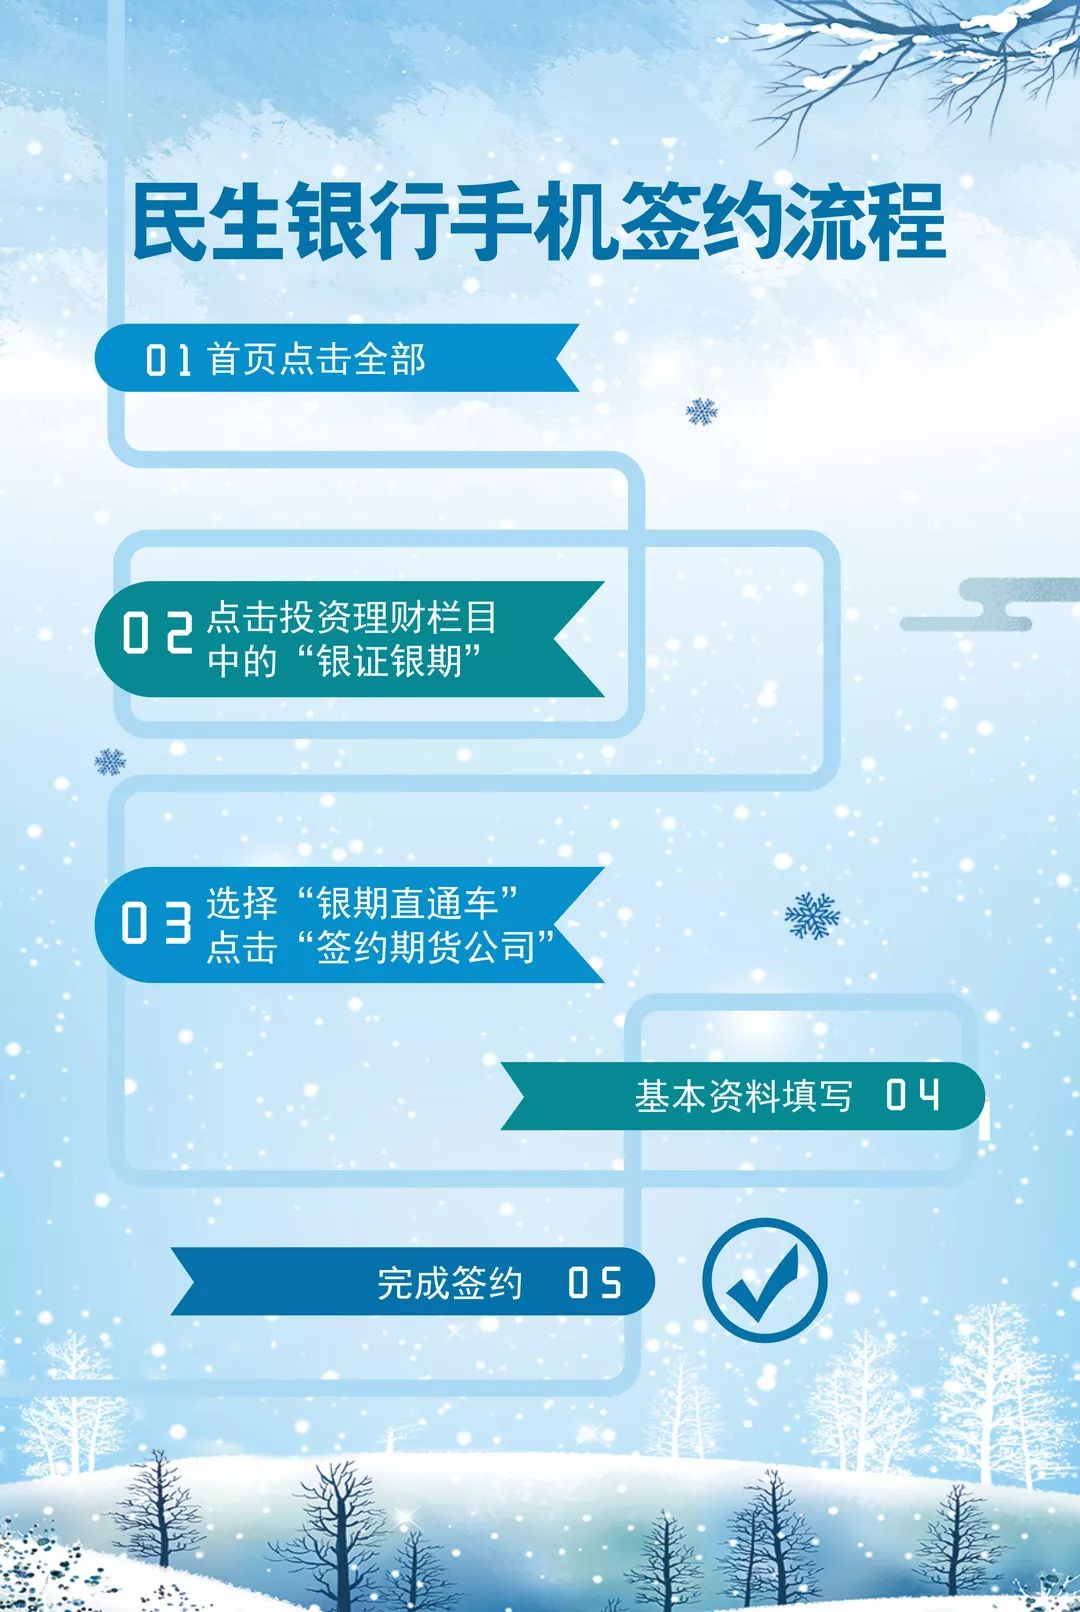 民生银行手机签约流程
01 首页点击全部
02 点击投资理财栏目
中的“银证银期”
03 选择“银期直通车”
点击“签约期货公司”
基本资料填写 04
完成签约 05